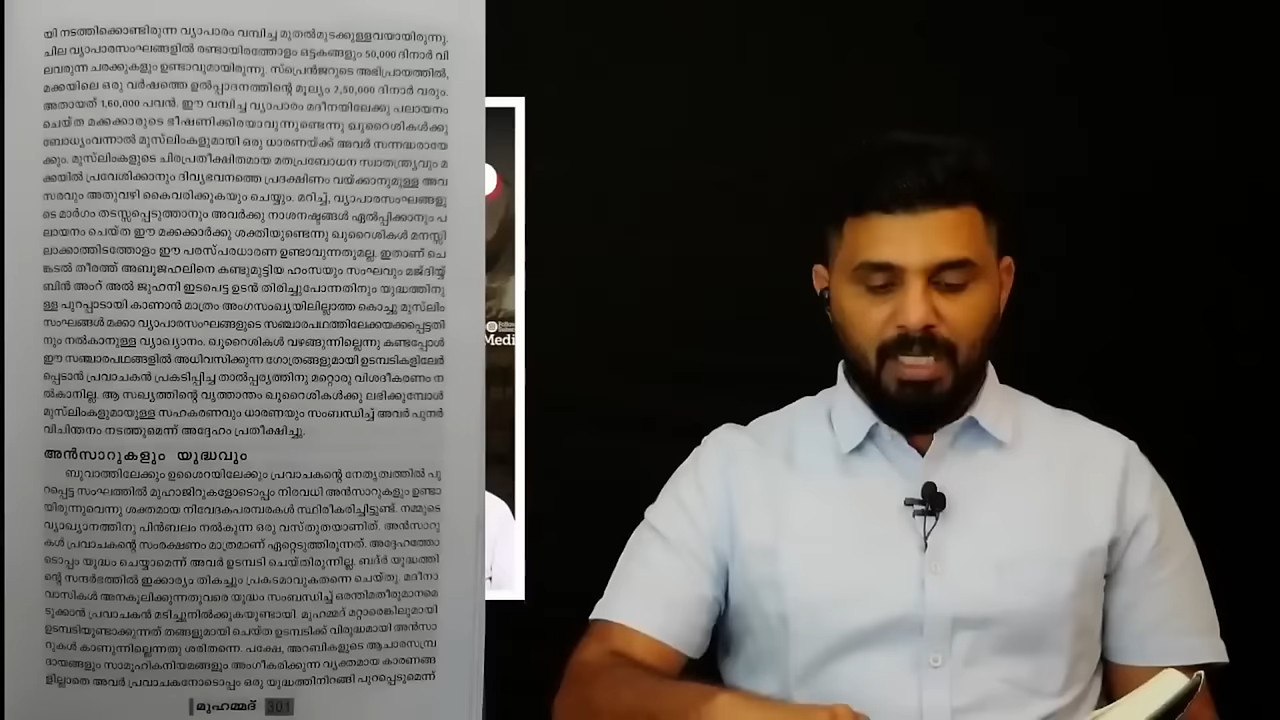 യി നടത്തിക്കൊണ്ടിരുന്ന വ്യാപാരം വമ്പിച്ച മുതൽമുടക്കുള്ളവയായിരുന്നു.
ചില വ്യാപാരസംഘങ്ങളിൽ രണ്ടായിരത്തോളം ഒട്ടകങ്ങളും 50,000 ദിനാർ വി
ലവരുന്ന ചരക്കുകളും ഉണ്ടാവുമായിരുന്നു. സ്പ്രെൻജറുടെ അഭിപ്രായത്തിൽ,
മക്കയിലെ ഒരു വർഷത്തെ ഉൽപ്പാദനത്തിന്റെ മൂല്യം 2,50,000 ദിനാർ വരും.
അതായത് 1,60,000 പവൻ. ഈ വമ്പിച്ച വ്യാപാരം മദീനയിലേക്കു പലായനം
ചെയ്ത മക്കക്കാരുടെ ഭീഷണിക്കിരയാവുന്നുണ്ടെന്നു ഖുറൈശികൾക്കു
ബോധ്യംവന്നാൽ മുസ്‌ലിംകളുമായി ഒരു ധാരണയ്ക്ക് അവർ സന്നദ്ധരായേ
ക്കും. മുസ്‌ലിംകളുടെ ചിരപ്രതീക്ഷിതമായ മതപ്രബോധന സ്വാതന്ത്ര്യവും മ
ക്കയിൽ പ്രവേശിക്കാനും ദിവ്യഭവനത്തെ പ്രദക്ഷിണം വയ്ക്കാനുമുള്ള അവ
സരവും അതുവഴി കൈവരിക്കുകയും ചെയ്യും. മറിച്ച്, വ്യാപാരസംഘങ്ങളു
ടെ മാർഗം തടസ്സപ്പെടുത്താനും അവർക്കു നാശനഷ്ടങ്ങൾ ഏൽപ്പിക്കാനും പ
ലായനം ചെയ്ത ഈ മക്കക്കാർക്കു ശക്തിയുണ്ടെന്നു ഖുറൈശികൾ മനസ്സി
ലാക്കാത്തിടത്തോളം ഈ പരസ്പരധാരണ ഉണ്ടാവുന്നതുമല്ല. ഇതാണ് ചെ
ങ്കടൽ തീരത്ത് അബൂജഹലിനെ കണ്ടുമുട്ടിയ ഹംസയും സംഘവും മജ്ദിയ്യ്
ബിൻ അംറ് അൽ ജുഹനി ഇടപെട്ട ഉടൻ തിരിച്ചുപോന്നതിനും യുദ്ധത്തിനു
ള്ള പുറപ്പാടായി കാണാൻ മാത്രം അംഗസംഖ്യയിലില്ലാത്ത കൊച്ചു മുസ്‌ലിം
സംഘങ്ങൾ മക്കാ വ്യാപാരസംഘങ്ങളുടെ സഞ്ചാരപഥത്തിലേക്കയക്കപ്പെട്ടതി
നും നൽകാനുള്ള വ്യാഖ്യാനം. ഖുറൈശികൾ വഴങ്ങുന്നില്ലെന്നു കണ്ടപ്പോൾ
ഈ സഞ്ചാരപഥങ്ങളിൽ അധിവസിക്കുന്ന ഗോത്രങ്ങളുമായി ഉടമ്പടികളിലേർ
പ്പെടാൻ പ്രവാചകൻ പ്രകടിപ്പിച്ച താൽപ്പര്യത്തിനു മറ്റൊരു വിശദീകരണം ന
ൽകാനില്ല. ആ സഖ്യത്തിന്റെ വൃത്താന്തം ഖുറൈശികൾക്കു ലഭിക്കുമ്പോൾ
മുസ്‌ലിംകളുമായുള്ള സഹകരണവും ധാരണയും സംബന്ധിച്ച് അവർ പുനർ
വിചിന്തനം നടത്തുമെന്ന് അദ്ദേഹം പ്രതീക്ഷിച്ചു.
അൻസാറുകളും യുദ്ധവും
ബുവാത്തിലേക്കും ഉശൈറയിലേക്കും പ്രവാചകന്റെ നേതൃത്വത്തിൽ പു
റപ്പെട്ട സംഘത്തിൽ മുഹാജിറുകളോടൊപ്പം നിരവധി അൻസാറുകളും ഉണ്ടാ
യിരുന്നുവെന്നു ശക്തമായ നിവേദകപരമ്പരകൾ സ്ഥിരീകരിച്ചിട്ടുണ്ട്. നമ്മുടെ
വ്യാഖ്യാനത്തിനു പിൻബലം നൽകുന്ന ഒരു വസ്തുതയാണിത്. അൻസാറു
കൾ പ്രവാചകന്റെ സംരക്ഷണം മാത്രമാണ് ഏറ്റെടുത്തിരുന്നത്. അദ്ദേഹത്തോ
ടൊപ്പം യുദ്ധം ചെയ്യാമെന്ന് അവർ ഉടമ്പടി ചെയ്തിരുന്നില്ല. ബദ്ർ യുദ്ധത്തി
ന്റെ സന്ദർഭത്തിൽ ഇക്കാര്യം തികച്ചും പ്രകടമാവുകതന്നെ ചെയ്തു. മദീനാ
വാസികൾ അനുകൂലിക്കുന്നതുവരെ യുദ്ധം സംബന്ധിച്ച് ഒരന്തിമതീരുമാനമെ
ടുക്കാൻ പ്രവാചകൻ മടിച്ചുനിൽക്കുകയുണ്ടായി. മുഹമ്മദ് മറ്റാരെങ്കിലുമായി
ഉടമ്പടിയുണ്ടാക്കുന്നത് തങ്ങളുമായി ചെയ്ത ഉടമ്പടിക്ക് വിരുദ്ധമായി അൻസാ
റുകൾ കാണുന്നില്ലെന്നതു ശരിതന്നെ. പക്ഷേ, അറബികളുടെ ആചാരസമ്പ്ര
ദായങ്ങളും സാമൂഹികനിയമങ്ങളും അംഗീകരിക്കുന്ന വ്യക്തമായ കാരണങ്ങ
ളില്ലാതെ അവർ പ്രവാചകനോടൊപ്പം ഒരു യുദ്ധത്തിനിറങ്ങി പുറപ്പെടുമെന്ന്
മുഹമ്മദ് 301
Medi